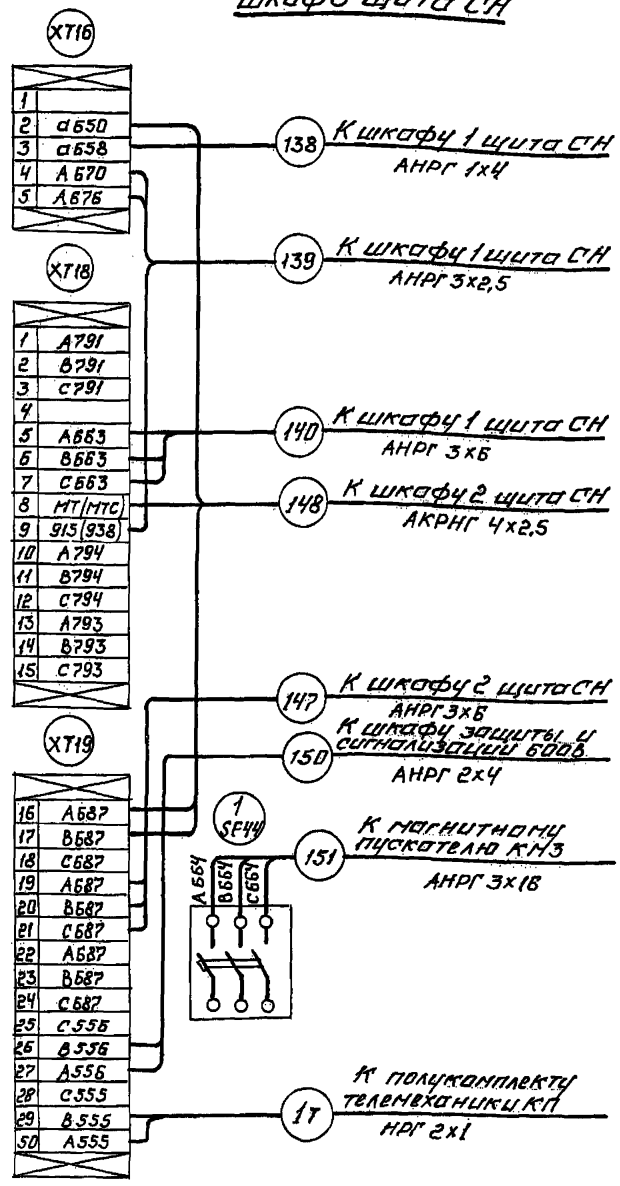 шкафб щита СН
ХТ16
1
2 а650
3 а658
4 А670
5 А676
138 К шкафу 1 щита СН
АНРГ 1х4
139 К шкафу 1 щита СН
АНРГ 3х2,5
ХТ18
1 А791
2 В791
3 С791
4
5 А663
6 В663
7 С663
8 МТ(МТС)
9 915(938)
10 А794
11 В794
12 С794
13 А793
14 В793
15 С793
140 К шкафу 1 щита СН
АНРГ 3х6
148 К шкафу 2 щита СН
АКРНГ 4х2,5
147 К шкафу 2 щита СН
АНРГ 3х6
150 К шкафу защиты и
сигнализации 600В
АНРГ 2х4
ХТ19
16 А687
17 В687
18 С687
19 А687
20 В687
21 С687
22 А687
23 В687
24 С687
25 С556
26 В556
27 А556
28 С555
29 В555
50 А555
1
SF44
А664
В664
С664
151 К магнитному
пускателю КМ3
АНРГ 3х16
1Т К полукомплекту
телемеханики КП
НРГ 2х1